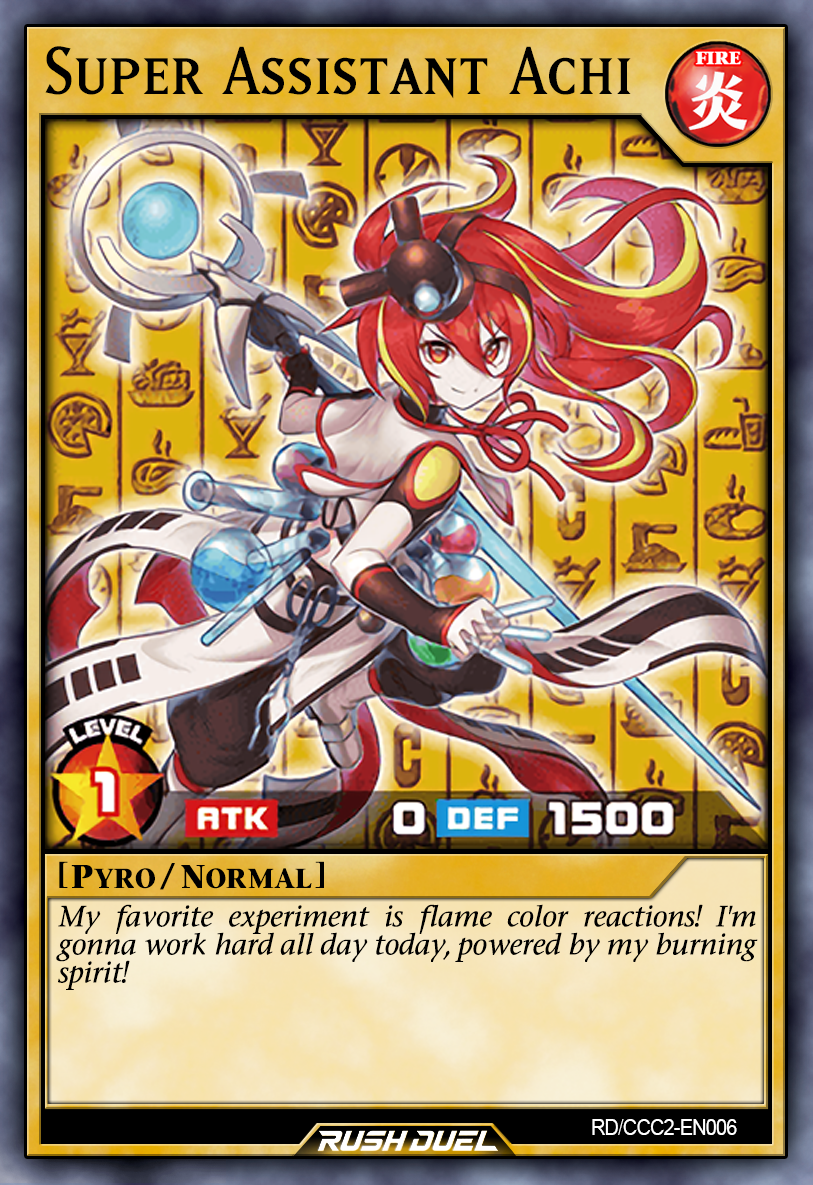 SUPER ASSISTANT ACHI
FIRE
炎
LEVEL
1
ATK 0 DEF 1500
[PYRO / NORMAL]
My favorite experiment is flame color reactions! I'm
gonna work hard all day today, powered by my burning
spirit!
RD/CCC2-EN006
RUSH DUEL